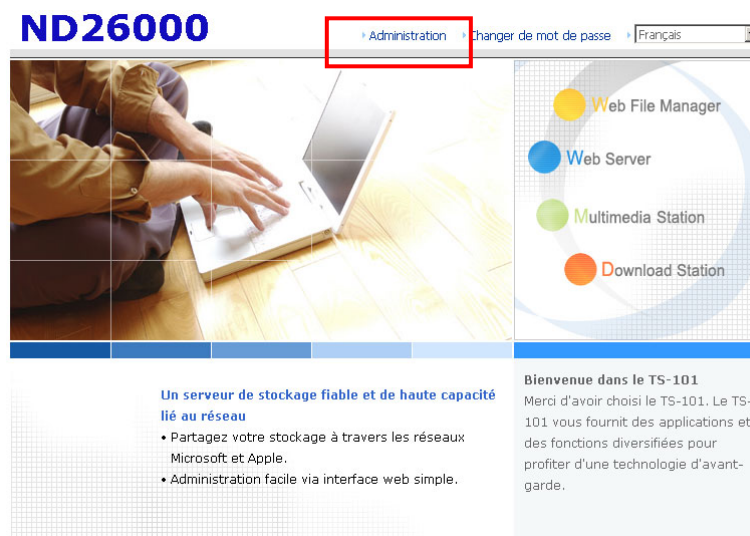 ND26000
Administration
Changer de mot de passe
Français
Web File Manager
Web Server
Multimedia Station
Download Station
Un serveur de stockage fiable et de haute capacité
lié au réseau
• Partagez votre stockage à travers les réseaux
Microsoft et Apple.
• Administration facile via interface web simple.
Bienvenue dans le TS-101
Merci d'avoir choisi le TS-101. Le TS-
101 vous fournit des applications et
des fonctions diversifiées pour
profiter d'une technologie d'avant-
garde.